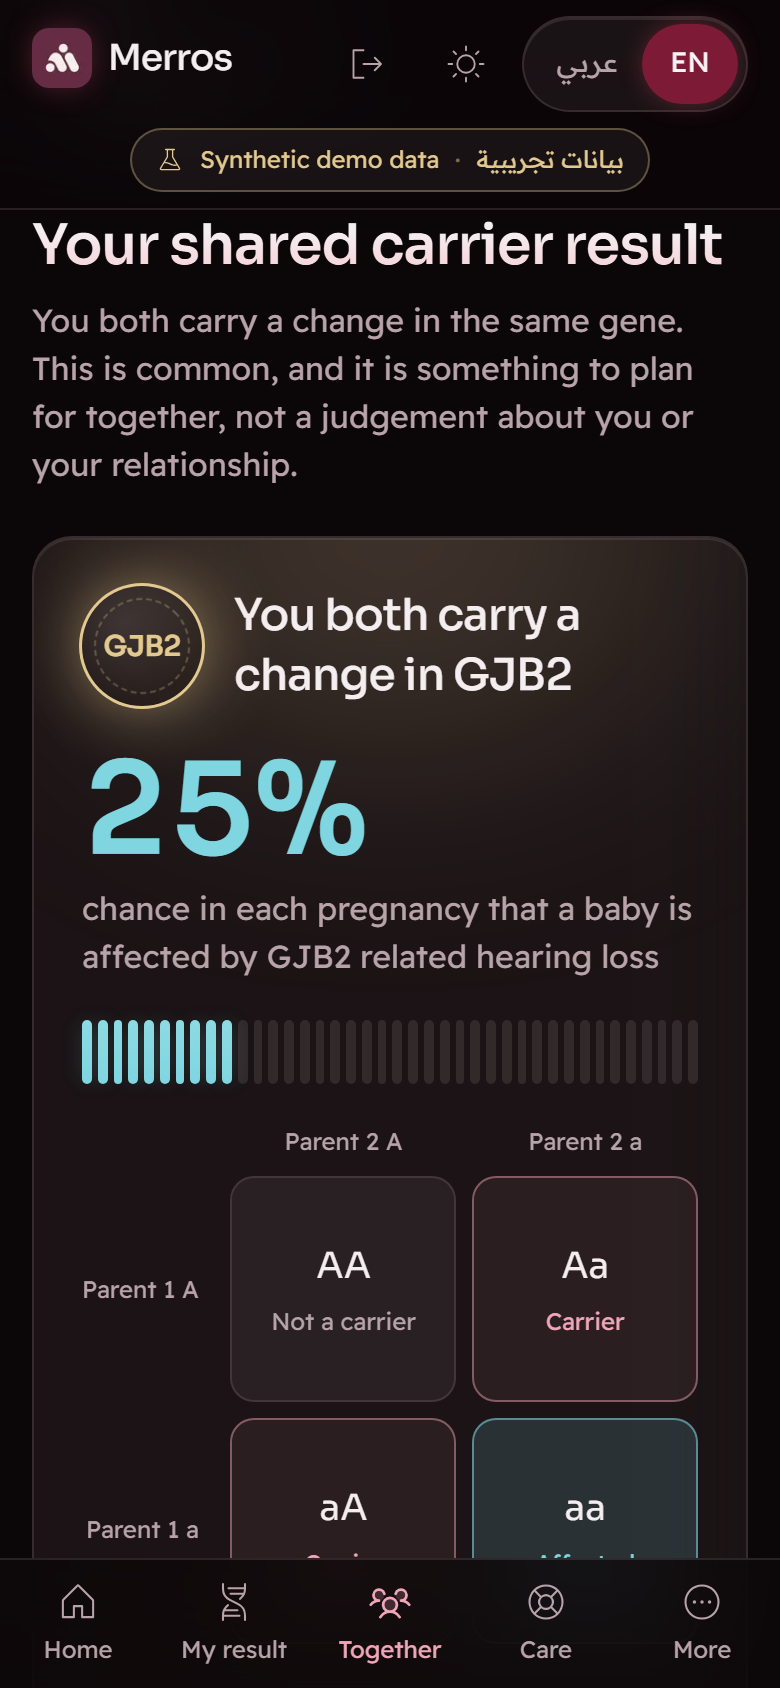 Merros
عربي
EN
Synthetic demo data · بيانات تجريبية
Your shared carrier result
You both carry a change in the same gene.
This is common, and it is something to plan
for together, not a judgement about you or
your relationship.
GJB2
You both carry a
change in GJB2
25%
chance in each pregnancy that a baby is
affected by GJB2 related hearing loss
Parent 2 A
Parent 2 a
Parent 1 A
AA
Not a carrier
Aa
Carrier
Parent 1 a
aA
aa
Home
My result
Together
Care
More